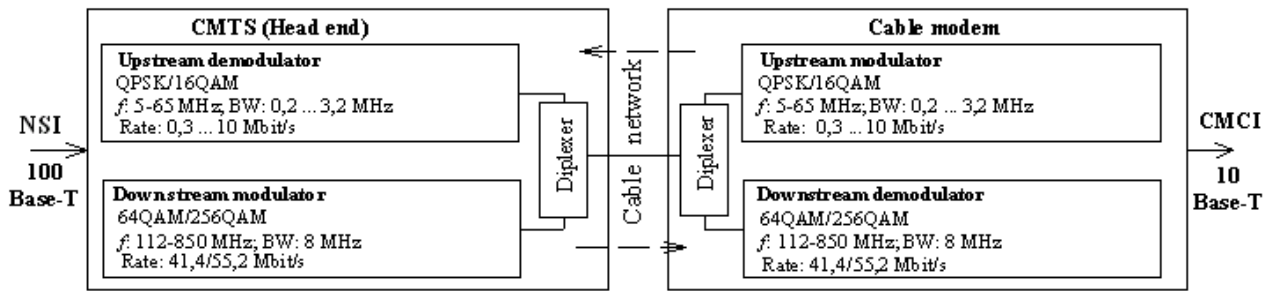 CMTS (Head end)
Upstream demodulator
QPSK/16QAM
f: 5-65 MHz; BW: 0,2 ... 3,2 MHz
Rate: 0,3 ... 10 Mbit/s
Diplexer
Downstream modulator
64QAM/256QAM
f: 112-850 MHz; BW: 8 MHz
Rate: 41,4/55,2 Mbit/s
NSI
100
Base-T
Cable network
Cable modem
Upstream modulator
QPSK/16QAM
f: 5-65 MHz; BW: 0,2 ... 3,2 MHz
Rate: 0,3 ... 10 Mbit/s
Diplexer
Downstream demodulator
64QAM/256QAM
f: 112-850 MHz; BW: 8 MHz
Rate: 41,4/55,2 Mbit/s
CMCI
10
Base-T